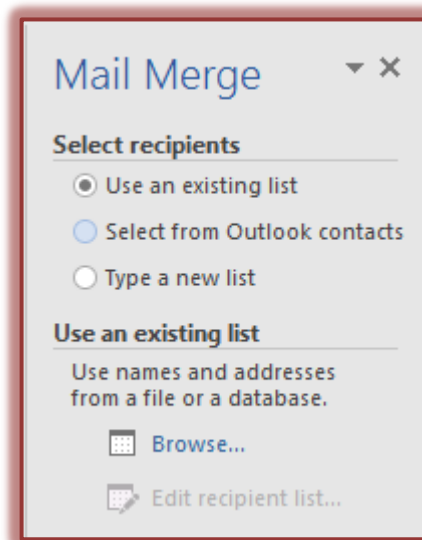 Mail Merge
Select recipients
Use an existing list
Select from Outlook contacts
Type a new list
Use an existing list
Use names and addresses
from a file or a database.
Browse...
Edit recipient list...